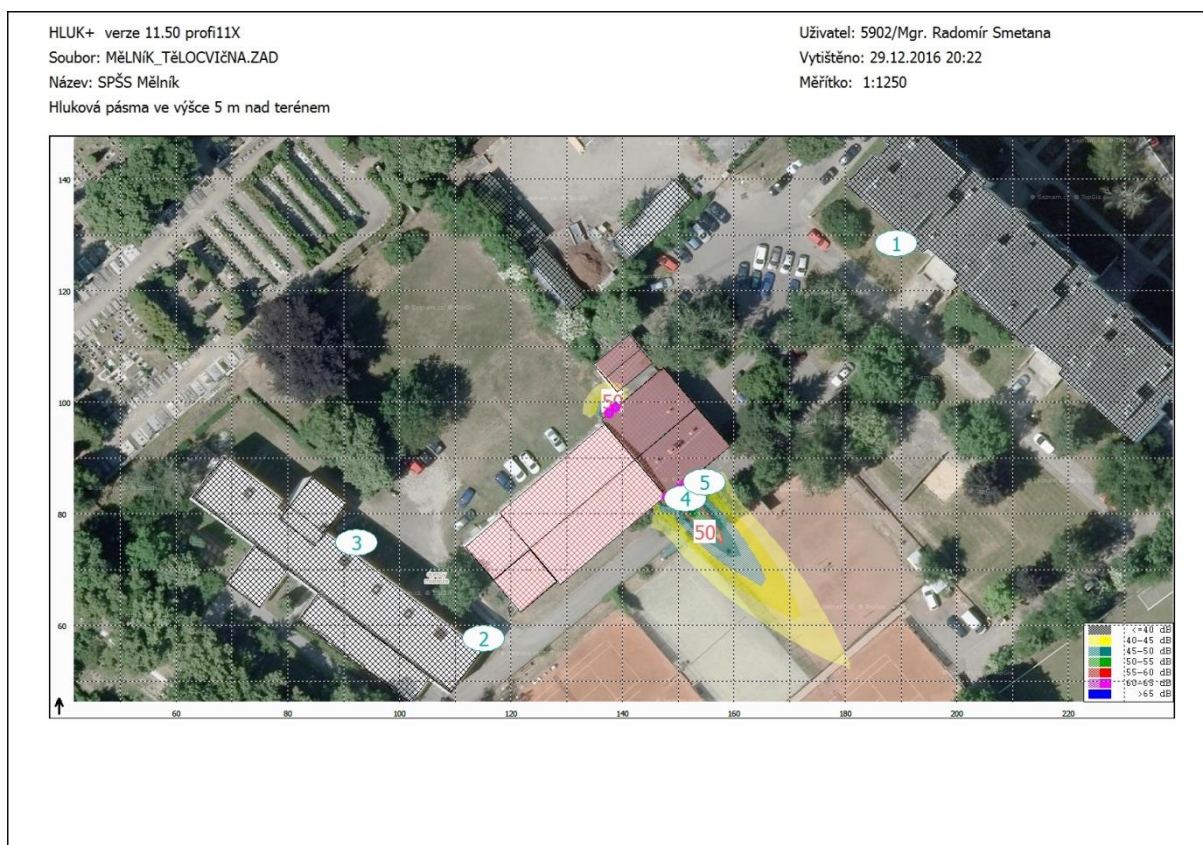 HLUK+ verze 11.50 profi11X
Soubor: MěLNíK_TěLOCVIčNA.ZAD
Název: SPŠS Mělník
Hluková pásma ve výšce 5 m nad terénem
Uživatel: 5902/Mgr. Radomír Smetana
Vytištěno: 29.12.2016 20:22
Měřítko: 1:1250
140
120
100
80
60
1
50
5
4
50
3
2
<=40 dB
40-45 dB
45-50 dB
50-55 dB
55-60 dB
60-65 dB
>65 dB
60
80
100
120
140
160
180
200
220